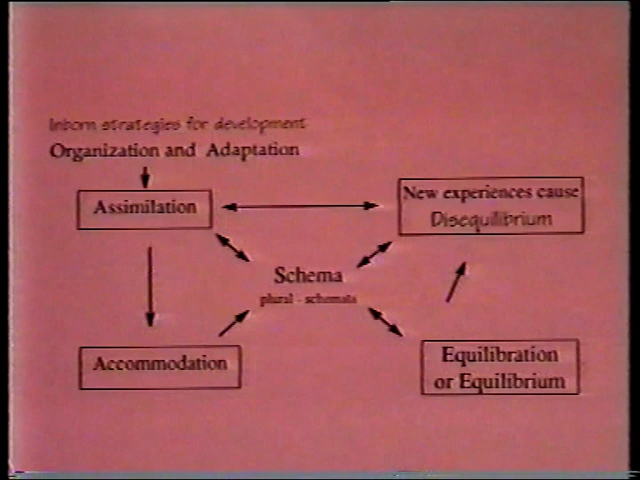 Inborn strategies for development
Organization and Adaptation
Assimilation
New experiences cause
Disequilibrium
Schema
plural - schemata
Accommodation
Equilibration
or Equilibrium